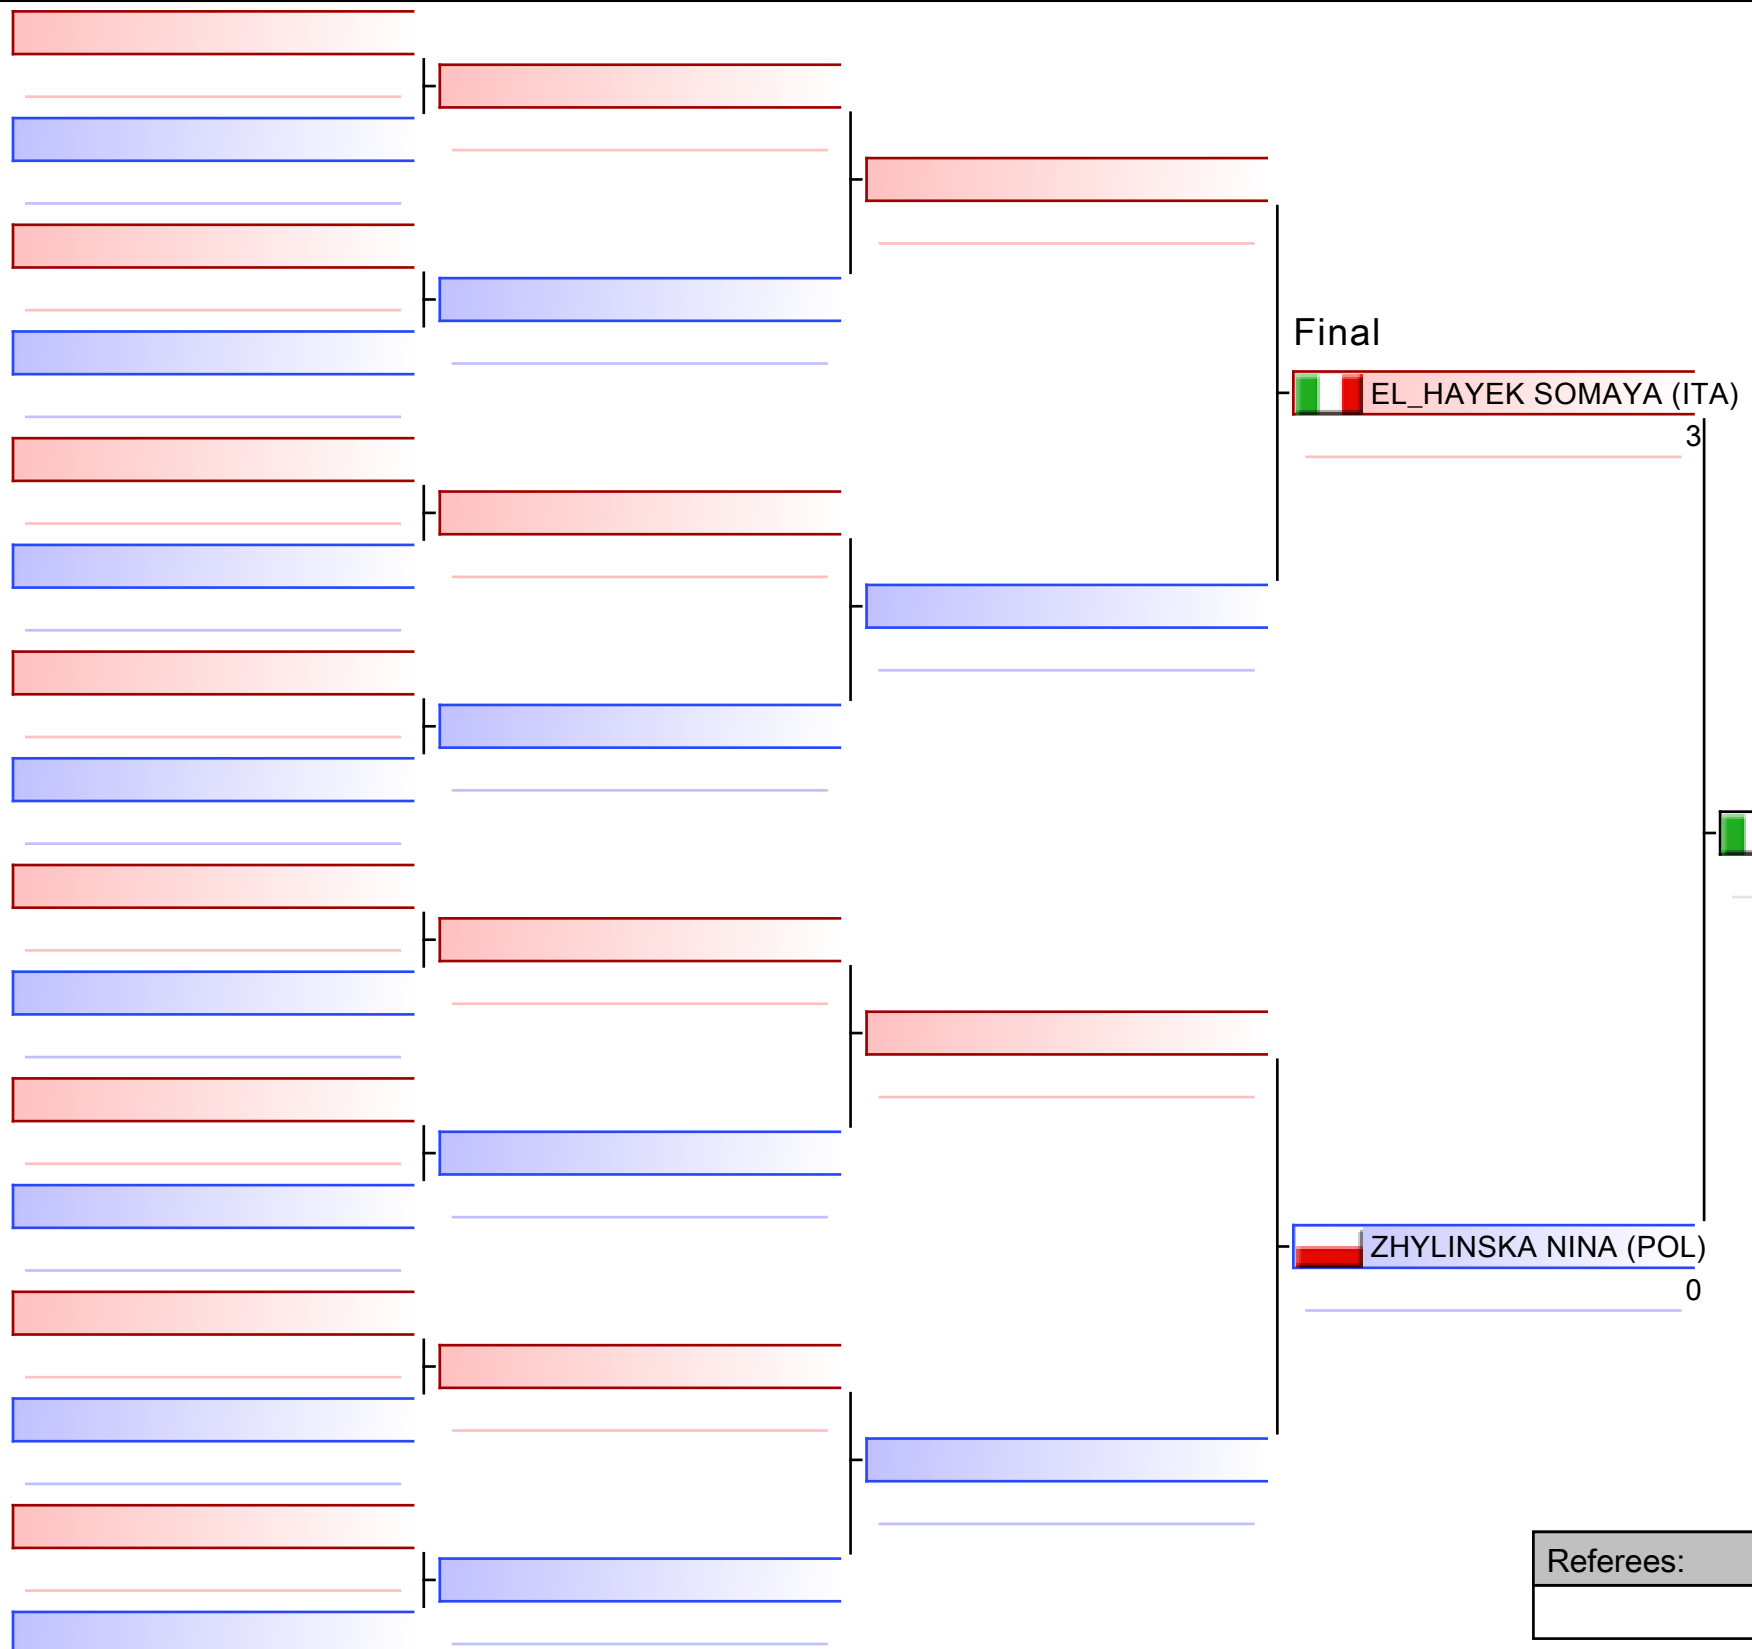 Final
EL_HAYEK SOMAYA (ITA)
3
ZHYLINSKA NINA (POL)
0
Referees: